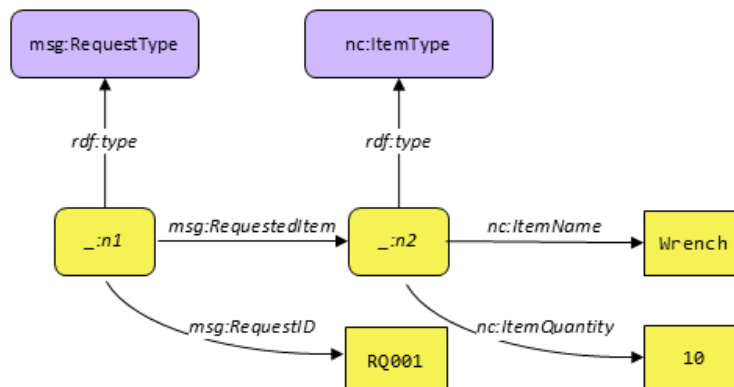 msg:RequestType
nc:ItemType
rdf:type
rdf:type
_:n1
msg:RequestedItem
_:n2
nc:ItemName
Wrench
msg:RequestID
nc:ItemQuantity
RQ001
10